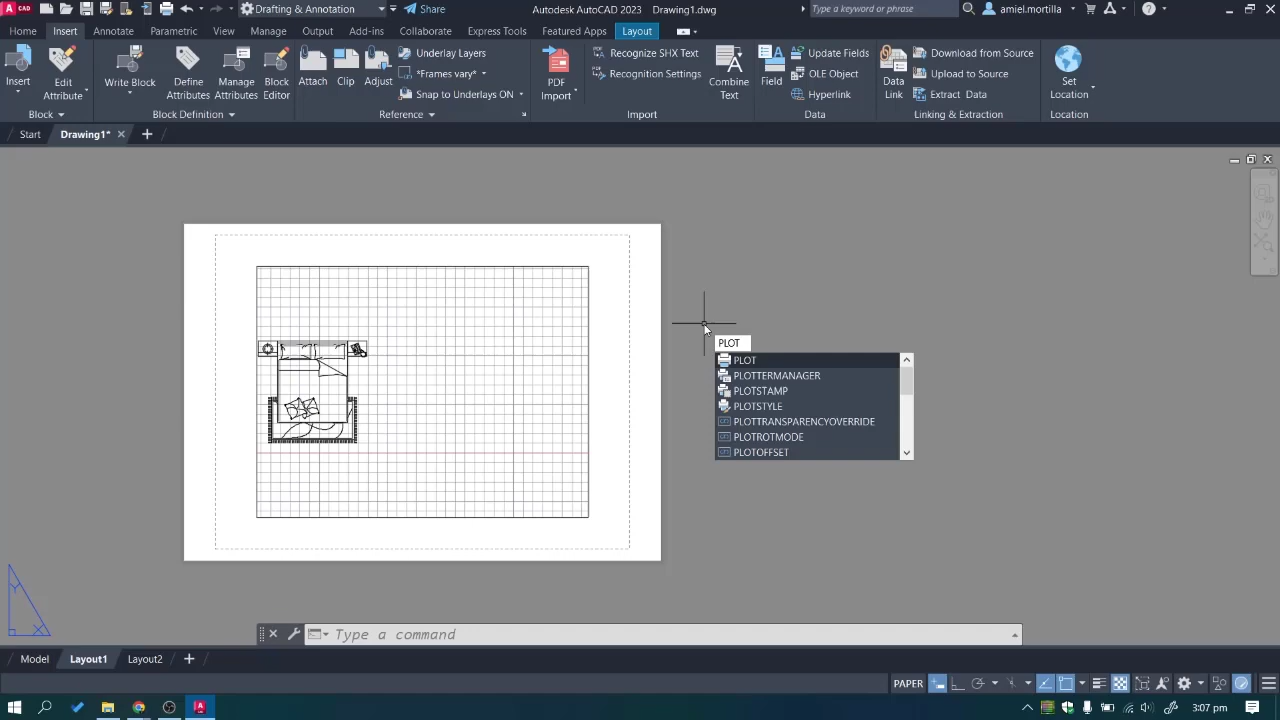 CAD
Drafting & Annotation
Share
Autodesk AutoCAD 2023 Drawing1.dwg
Type a keyword or phrase
amiel.mortilla
Home Insert Annotate Parametric View Manage Output Add-ins Collaborate Express Tools Featured Apps Layout
Insert
Edit Attribute
Write Block
Define Attributes
Manage Attributes
Block Editor
Attach
Clip
Adjust
Underlay Layers
*Frames vary*
Snap to Underlays ON
PDF Import
Recognize SHX Text
Recognition Settings
Combine Text
Field
Update Fields
OLE Object
Hyperlink
Data Link
Download from Source
Upload to Source
Extract Data
Set Location
Block
Block Definition
Reference
Import
Data
Linking & Extraction
Location
Start
Drawing1*
PLOT
PLOT
PLOTTERMANAGER
PLOTSTAMP
PLOTSTYLE
PLOTTRANSPARENCYOVERRIDE
PLOTROTMODE
PLOTOFFSET
Y
X
Type a command
Model Layout1 Layout2
PAPER
3:07 pm